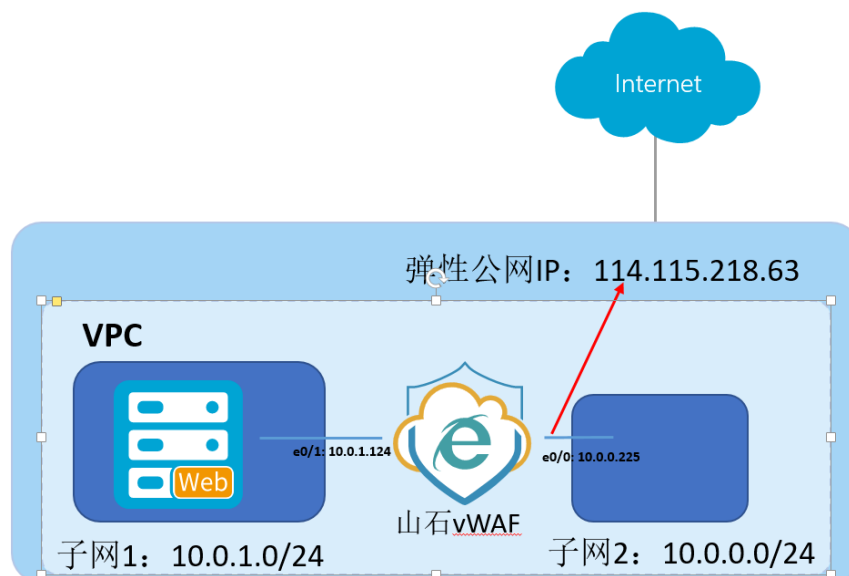 Internet
弹性公网IP：114.115.218.63
VPC
Web
e0/1: 10.0.1.124
e0/0: 10.0.0.225
山石vWAF
子网1：10.0.1.0/24
子网2：10.0.0.0/24